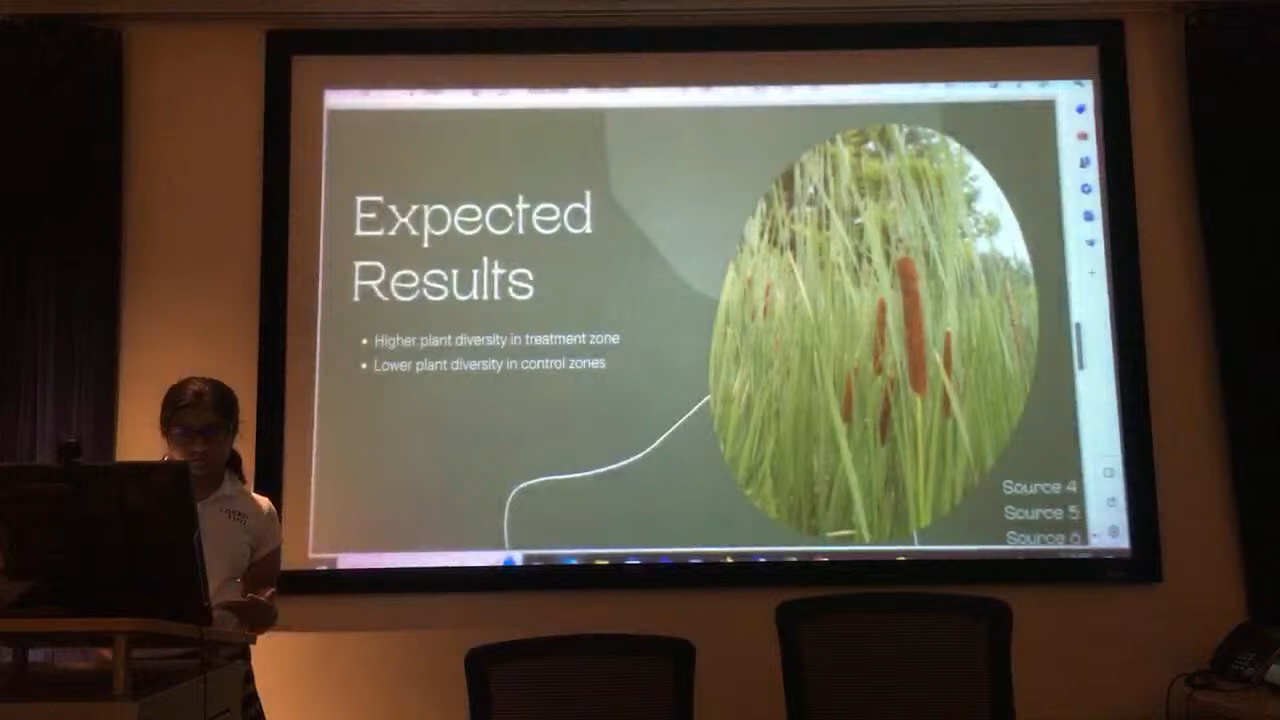 Expected
Results
• Higher plant diversity in treatment zone
• Lower plant diversity in control zones
Source 4
Source 5
Source 6